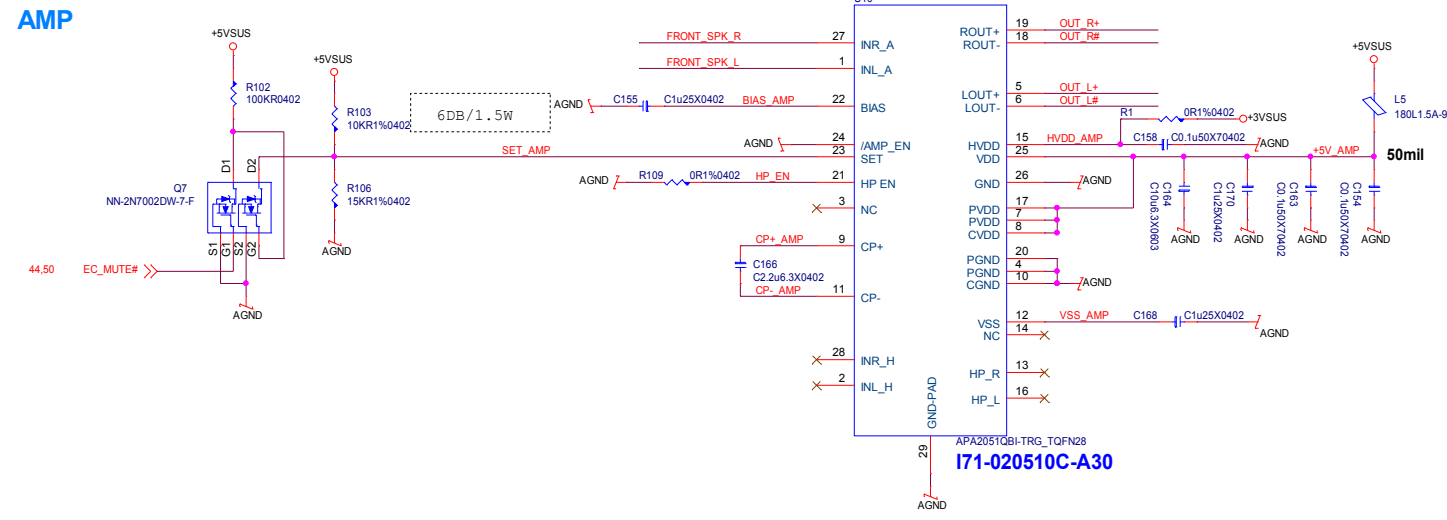 AMP
+5VSUS
R102
100KR0402
+5VSUS
R103
10KR1%0402
6DB/1.5W
SET_AMP
D1
D2
Q7
NN-2N7002DW-7-F
S1
G1
S2
G2
R106
15KR1%0402
AGND
44,50 EC_MUTE#
AGND
FRONT_SPK_R 27 INR_A
FRONT_SPK_L 1 INL_A
AGND C155 C1u25X0402 BIAS_AMP 22 BIAS
AGND 24 /AMP_EN
23 SET
AGND R109 0R1%0402 HP_EN 21 HP EN
3 NC
CP+_AMP 9 CP+
C166
C2.2u6.3X0402
CP-_AMP 11 CP-
28 INR_H
2 INL_H
GND-PAD
29
AGND
ROUT+ 19 OUT_R+
ROUT- 18 OUT_R#
LOUT+ 5 OUT_L+
LOUT- 6 OUT_L#
R1 0R1%0402 +3VSUS
HVDD 15 HVDD_AMP C158 C0.1u50X70402 AGND
VDD 25 +5V_AMP 50mil
+5VSUS
L5
180L1.5A-9
GND 26 AGND
PVDD 17
PVDD 7
CVDD 8
C164
C10u6.3X0603
AGND
C170
C1u25X0402
AGND
C163
C0.1u50X70402
AGND
C154
C0.1u50X70402
AGND
PGND 20
PGND 4
CGND 10 AGND
VSS 12 VSS_AMP C168 C1u25X0402 AGND
NC 14
HP_R 13
HP_L 16
APA2051QBI-TRG_TQFN28
I71-020510C-A30